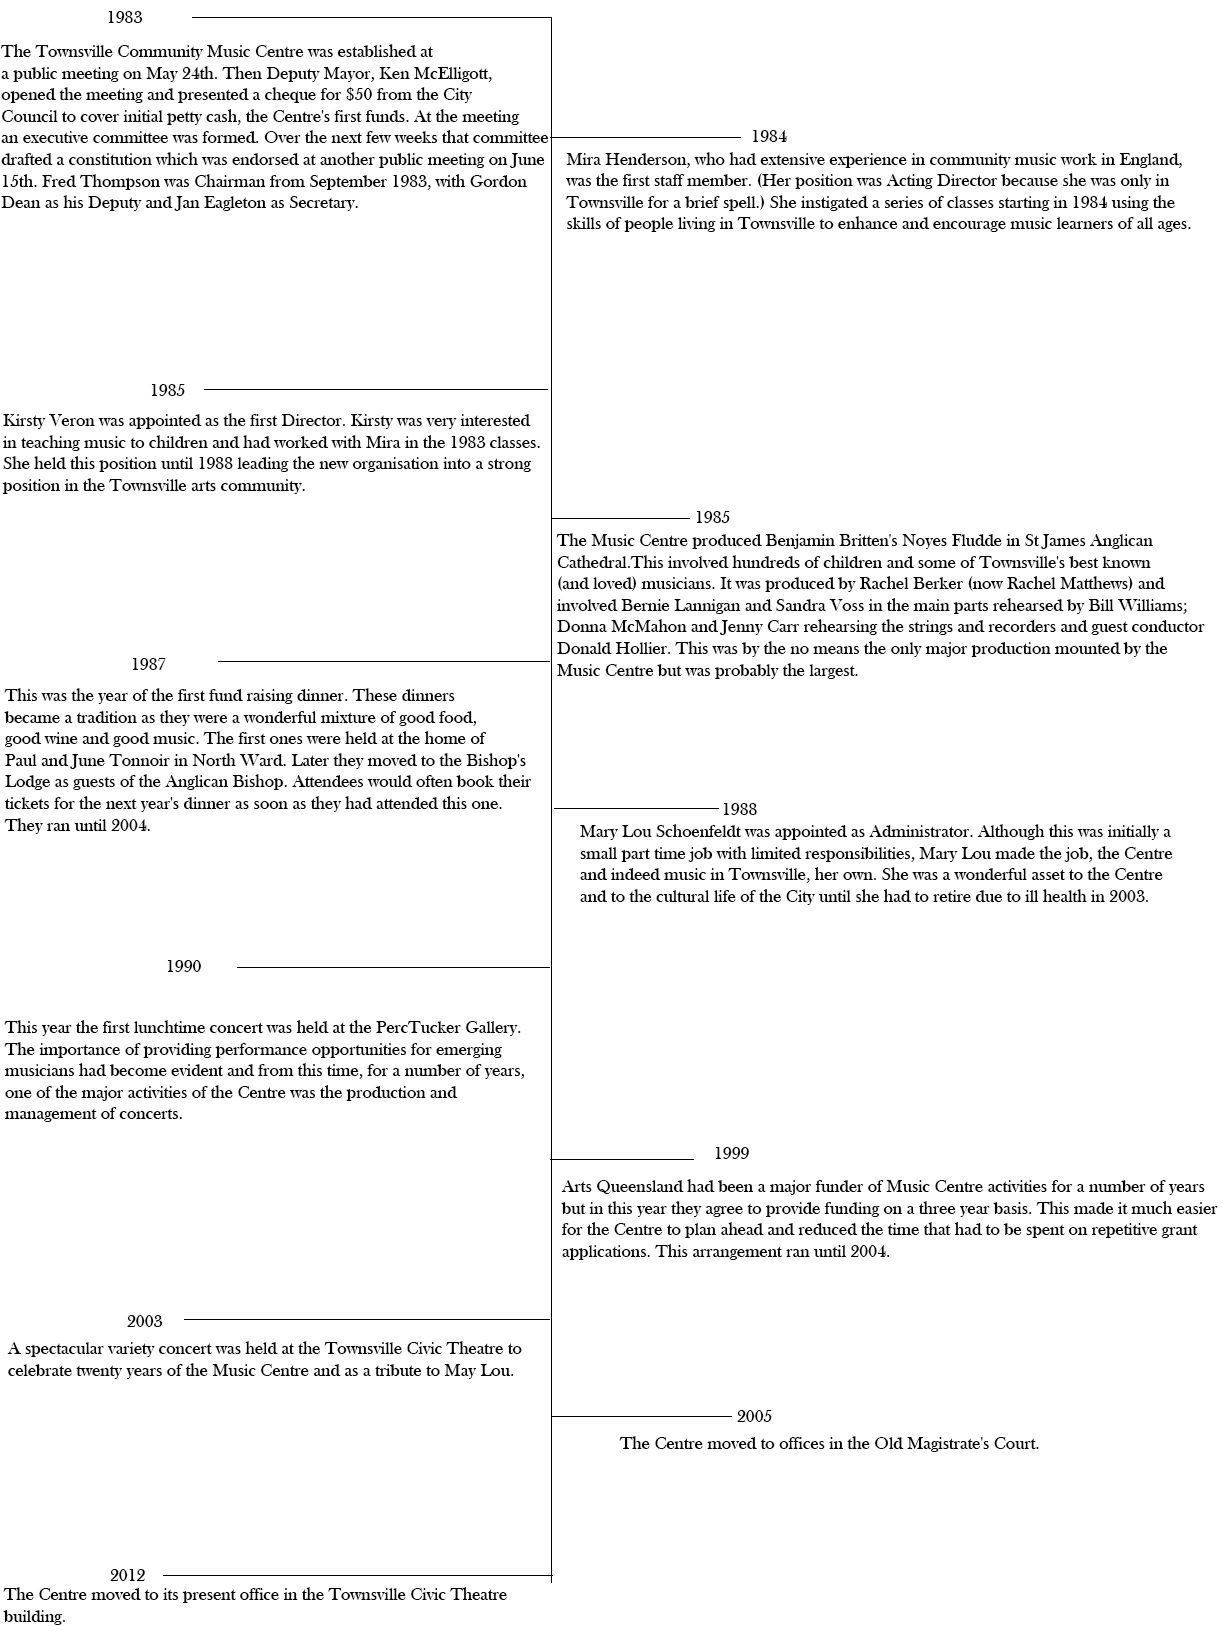 1983
The Townsville Community Music Centre was established at
a public meeting on May 24th. Then Deputy Mayor, Ken McElligott,
opened the meeting and presented a cheque for $50 from the City
Council to cover initial petty cash, the Centre's first funds. At the meeting
an executive committee was formed. Over the next few weeks that committee
drafted a constitution which was endorsed at another public meeting on June
15th. Fred Thompson was Chairman from September 1983, with Gordon
Dean as his Deputy and Jan Eagleton as Secretary.
1984
Mira Henderson, who had extensive experience in community music work in England,
was the first staff member. (Her position was Acting Director because she was only in
Townsville for a brief spell.) She instigated a series of classes starting in 1984 using the
skills of people living in Townsville to enhance and encourage music learners of all ages.
1985
Kirsty Veron was appointed as the first Director. Kirsty was very interested
in teaching music to children and had worked with Mira in the 1983 classes.
She held this position until 1988 leading the new organisation into a strong
position in the Townsville arts community.
1985
The Music Centre produced Benjamin Britten's Noyes Fludde in St James Anglican
Cathedral.This involved hundreds of children and some of Townsville's best known
(and loved) musicians. It was produced by Rachel Berker (now Rachel Matthews) and
involved Bernie Lannigan and Sandra Voss in the main parts rehearsed by Bill Williams;
Donna McMahon and Jenny Carr rehearsing the strings and recorders and guest conductor
Donald Hollier. This was by the no means the only major production mounted by the
Music Centre but was probably the largest.
1987
This was the year of the first fund raising dinner. These dinners
became a tradition as they were a wonderful mixture of good food,
good wine and good music. The first ones were held at the home of
Paul and June Tonnoir in North Ward. Later they moved to the Bishop's
Lodge as guests of the Anglican Bishop. Attendees would often book their
tickets for the next year's dinner as soon as they had attended this one.
They ran until 2004.
1988
Mary Lou Schoenfeldt was appointed as Administrator. Although this was initially a
small part time job with limited responsibilities, Mary Lou made the job, the Centre
and indeed music in Townsville, her own. She was a wonderful asset to the Centre
and to the cultural life of the City until she had to retire due to ill health in 2003.
1990
This year the first lunchtime concert was held at the PercTucker Gallery.
The importance of providing performance opportunities for emerging
musicians had become evident and from this time, for a number of years,
one of the major activities of the Centre was the production and
management of concerts.
1999
Arts Queensland had been a major funder of Music Centre activities for a number of years
but in this year they agree to provide funding on a three year basis. This made it much easier
for the Centre to plan ahead and reduced the time that had to be spent on repetitive grant
applications. This arrangement ran until 2004.
2003
A spectacular variety concert was held at the Townsville Civic Theatre to
celebrate twenty years of the Music Centre and as a tribute to May Lou.
2005
The Centre moved to offices in the Old Magistrate's Court.
2012
The Centre moved to its present office in the Townsville Civic Theatre
building.